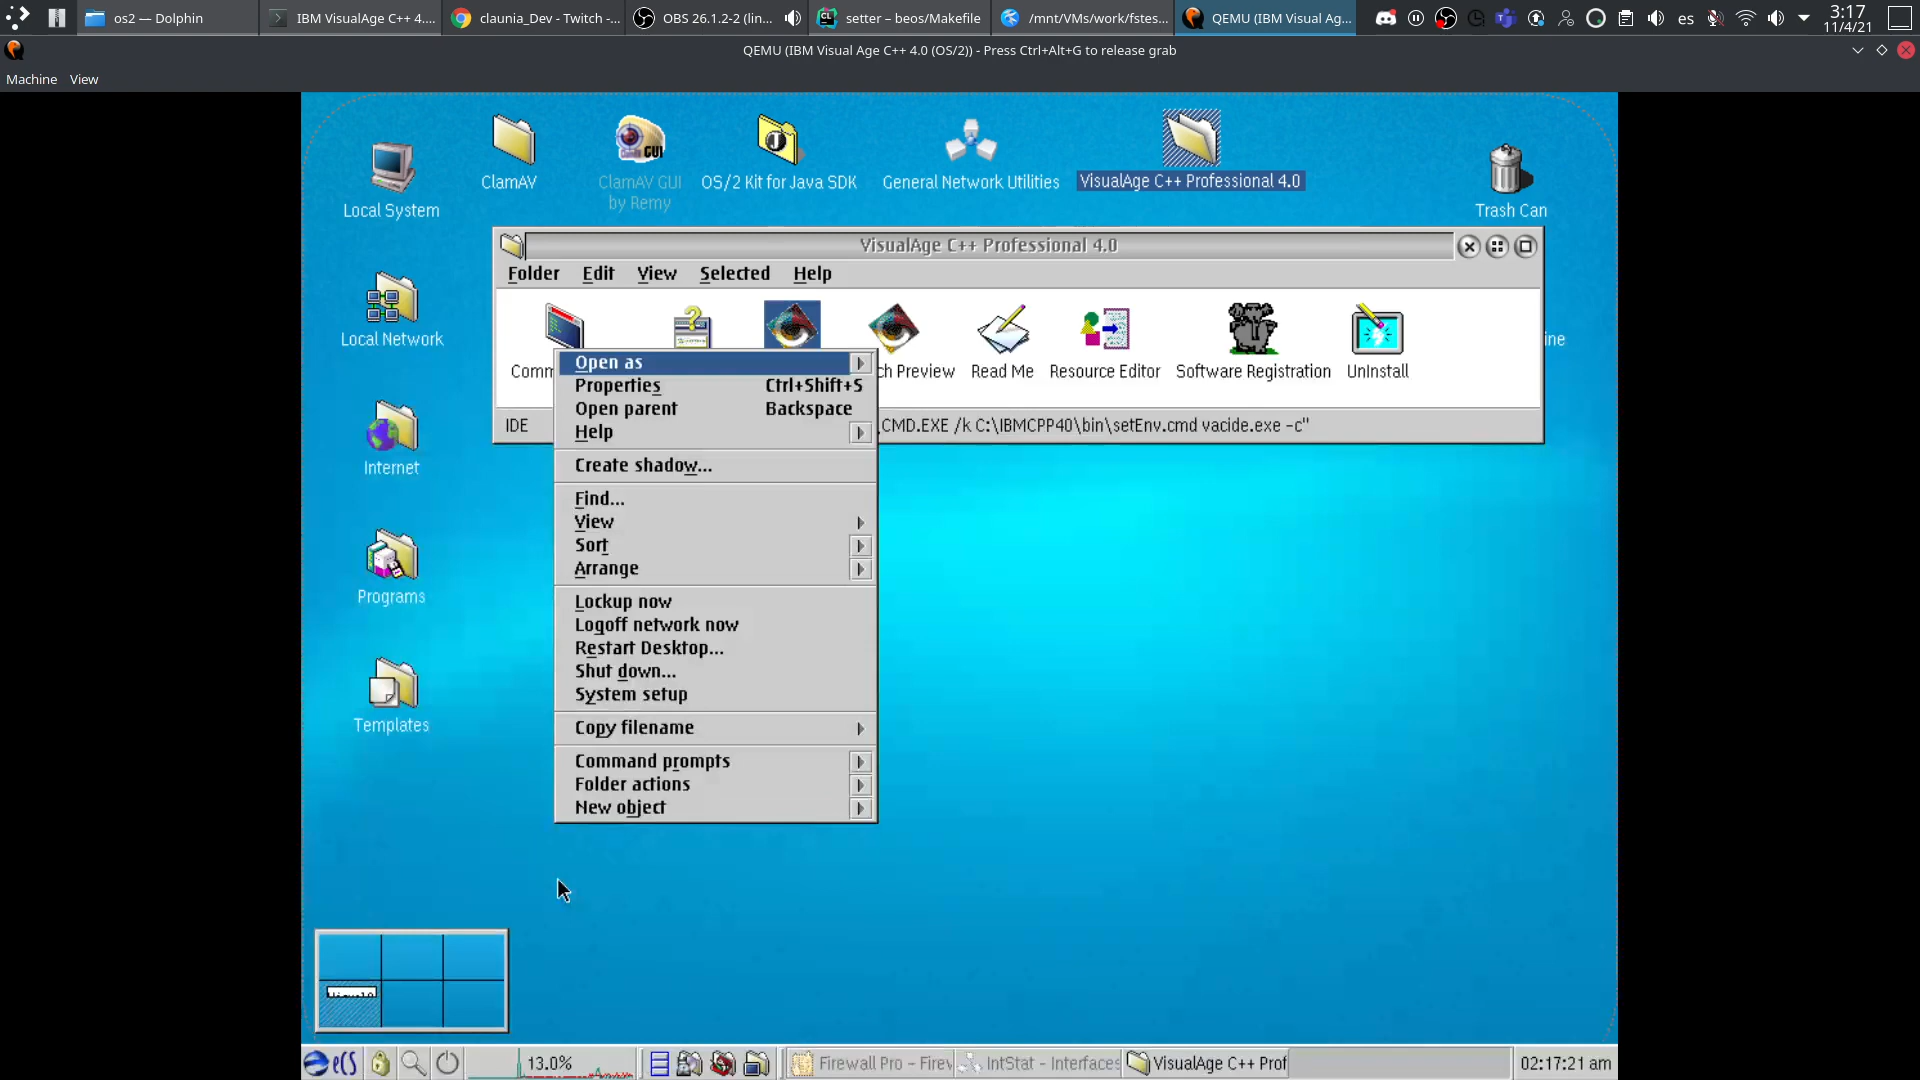 os2 — Dolphin
IBM VisualAge C++ 4....
claunia_Dev - Twitch -...
OBS 26.1.2-2 (lin...
setter – beos/Makefile
/mnt/VMs/work/fstes...
QEMU (IBM Visual Ag...
es
3:17
11/4/21
QEMU (IBM Visual Age C++ 4.0 (OS/2)) - Press Ctrl+Alt+G to release grab
Machine View
ClamAV
ClamAV GUI
by Remy
OS/2 Kit for Java SDK
General Network Utilities
VisualAge C++ Professional 4.0
Local System
Trash Can
VisualAge C++ Professional 4.0
Folder Edit View Selected Help
Local Network
Comm
ch Preview
Read Me
Resource Editor
Software Registration
UnInstall
ine
IDE
.CMD.EXE /k C:\IBMCPP40\bin\setEnv.cmd vacide.exe -c"
Open as
Properties Ctrl+Shift+S
Open parent Backspace
Help
Create shadow...
Find...
View
Sort
Arrange
Lockup now
Logoff network now
Restart Desktop...
Shut down...
System setup
Copy filename
Command prompts
Folder actions
New object
Internet
Programs
Templates
eCS
13.0%
Firewall Pro - Firev
IntStat - Interfaces
VisualAge C++ Prof
02:17:21 am